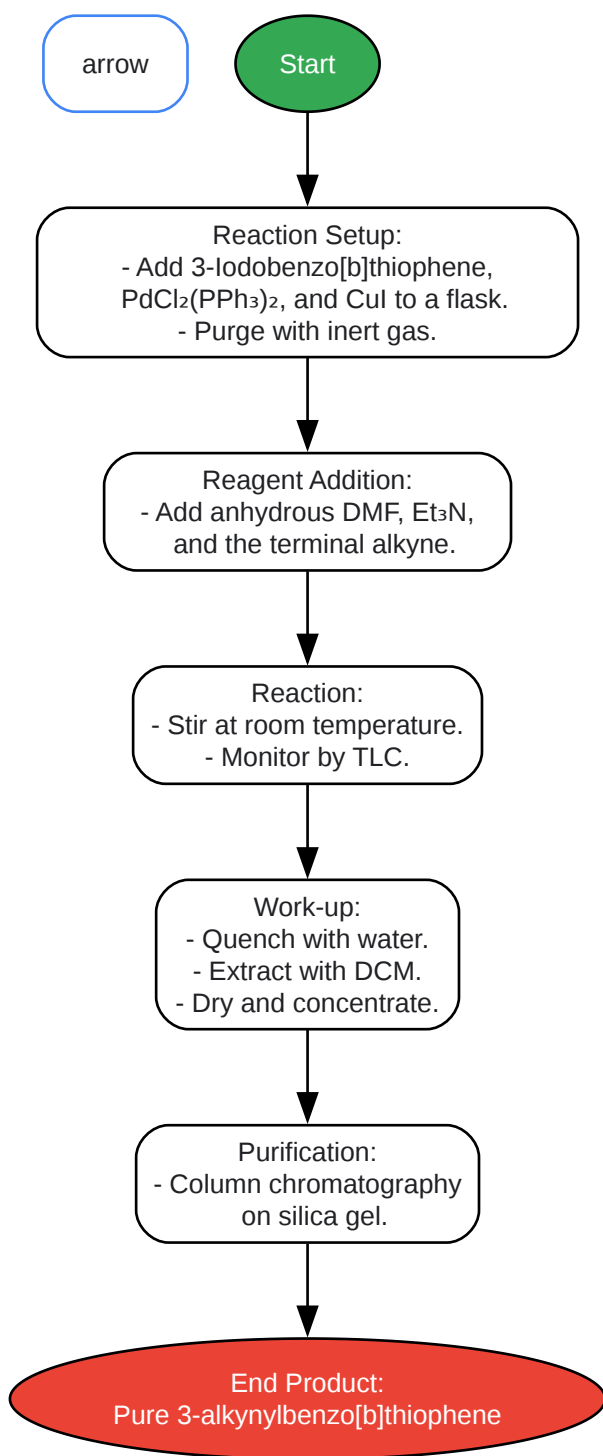 arrow
Start
Reaction Setup:
- Add 3-Iodobenzo[b]thiophene,
PdCl₂(PPh₃)₂, and CuI to a flask.
- Purge with inert gas.
Reagent Addition:
- Add anhydrous DMF, Et₃N,
and the terminal alkyne.
Reaction:
- Stir at room temperature.
- Monitor by TLC.
Work-up:
- Quench with water.
- Extract with DCM.
- Dry and concentrate.
Purification:
- Column chromatography
on silica gel.
End Product:
Pure 3-alkynylbenzo[b]thiophene